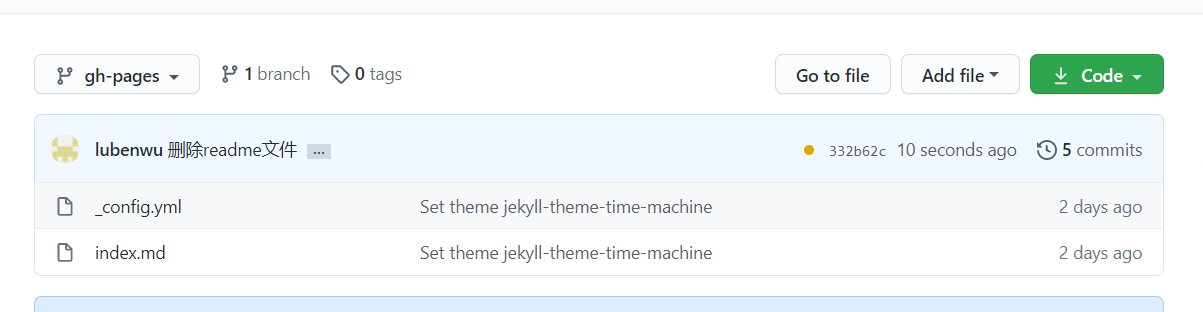 gh-pages 1 branch 0 tags Go to file Add file Code
lubenwu 删除readme文件 ... 332b62c 10 seconds ago 5 commits
_config.yml Set theme jekyll-theme-time-machine 2 days ago
index.md Set theme jekyll-theme-time-machine 2 days ago